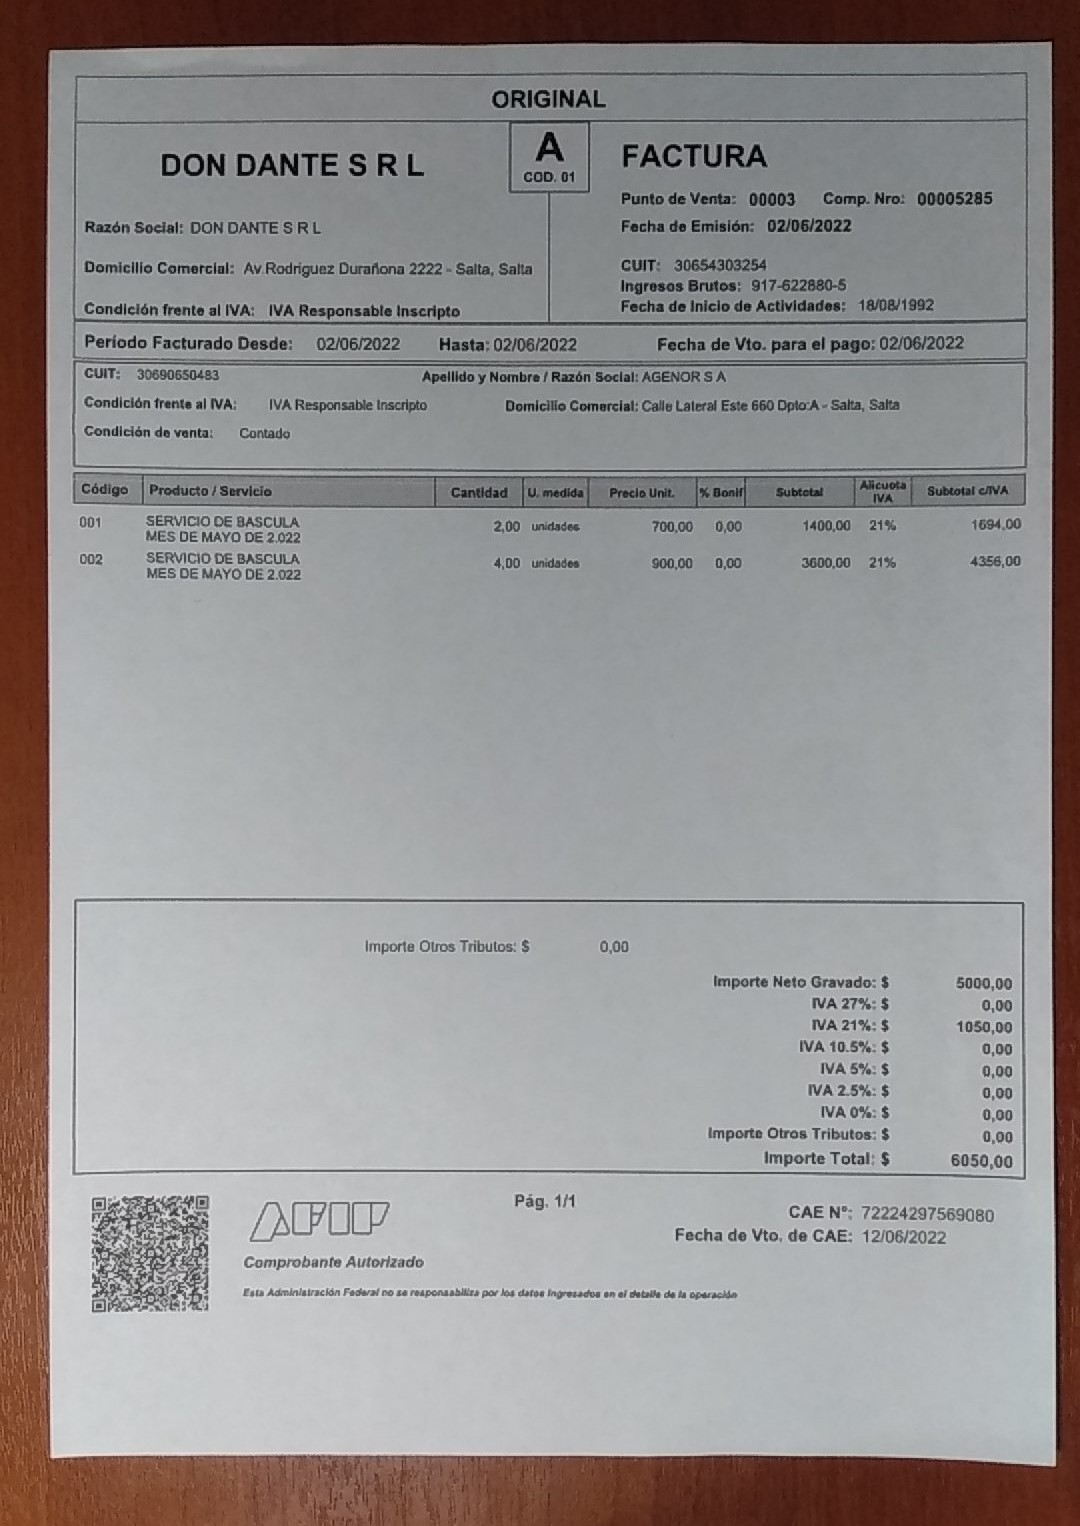 ORIGINAL
DON DANTE S R L
A
COD. 01
FACTURA
Punto de Venta: 00003 Comp. Nro: 00005285
Fecha de Emisión: 02/06/2022
Razón Social: DON DANTE S R L
Domicilio Comercial: Av.Rodriguez Durañona 2222 - Salta, Salta
CUIT: 30654303254
Ingresos Brutos: 917-622880-5
Condición frente al IVA: IVA Responsable Inscripto
Fecha de Inicio de Actividades: 18/08/1992
Período Facturado Desde: 02/06/2022 Hasta: 02/06/2022 Fecha de Vto. para el pago: 02/06/2022
CUIT: 30690650483 Apellido y Nombre / Razón Social: AGENOR S A
Condición frente al IVA: IVA Responsable Inscripto Domicilio Comercial: Calle Lateral Este 660 Dpto:A - Salta, Salta
Condición de venta: Contado
Código Producto / Servicio Cantidad U. medida Precio Unit. % Bonif Subtotal Alicuota IVA Subtotal c/IVA
001 SERVICIO DE BASCULA 2,00 unidades 700,00 0,00 1400,00 21% 1694,00
MES DE MAYO DE 2.022
002 SERVICIO DE BASCULA 4,00 unidades 900,00 0,00 3600,00 21% 4356,00
MES DE MAYO DE 2.022
Importe Otros Tributos: $ 0,00
Importe Neto Gravado: $ 5000,00
IVA 27%: $ 0,00
IVA 21%: $ 1050,00
IVA 10.5%: $ 0,00
IVA 5%: $ 0,00
IVA 2.5%: $ 0,00
IVA 0%: $ 0,00
Importe Otros Tributos: $ 0,00
Importe Total: $ 6050,00
AFIP
Pág. 1/1
CAE N°: 72224297569080
Fecha de Vto. de CAE: 12/06/2022
Comprobante Autorizado
Esta Administración Federal no se responsabiliza por los datos ingresados en el detalle de la operación